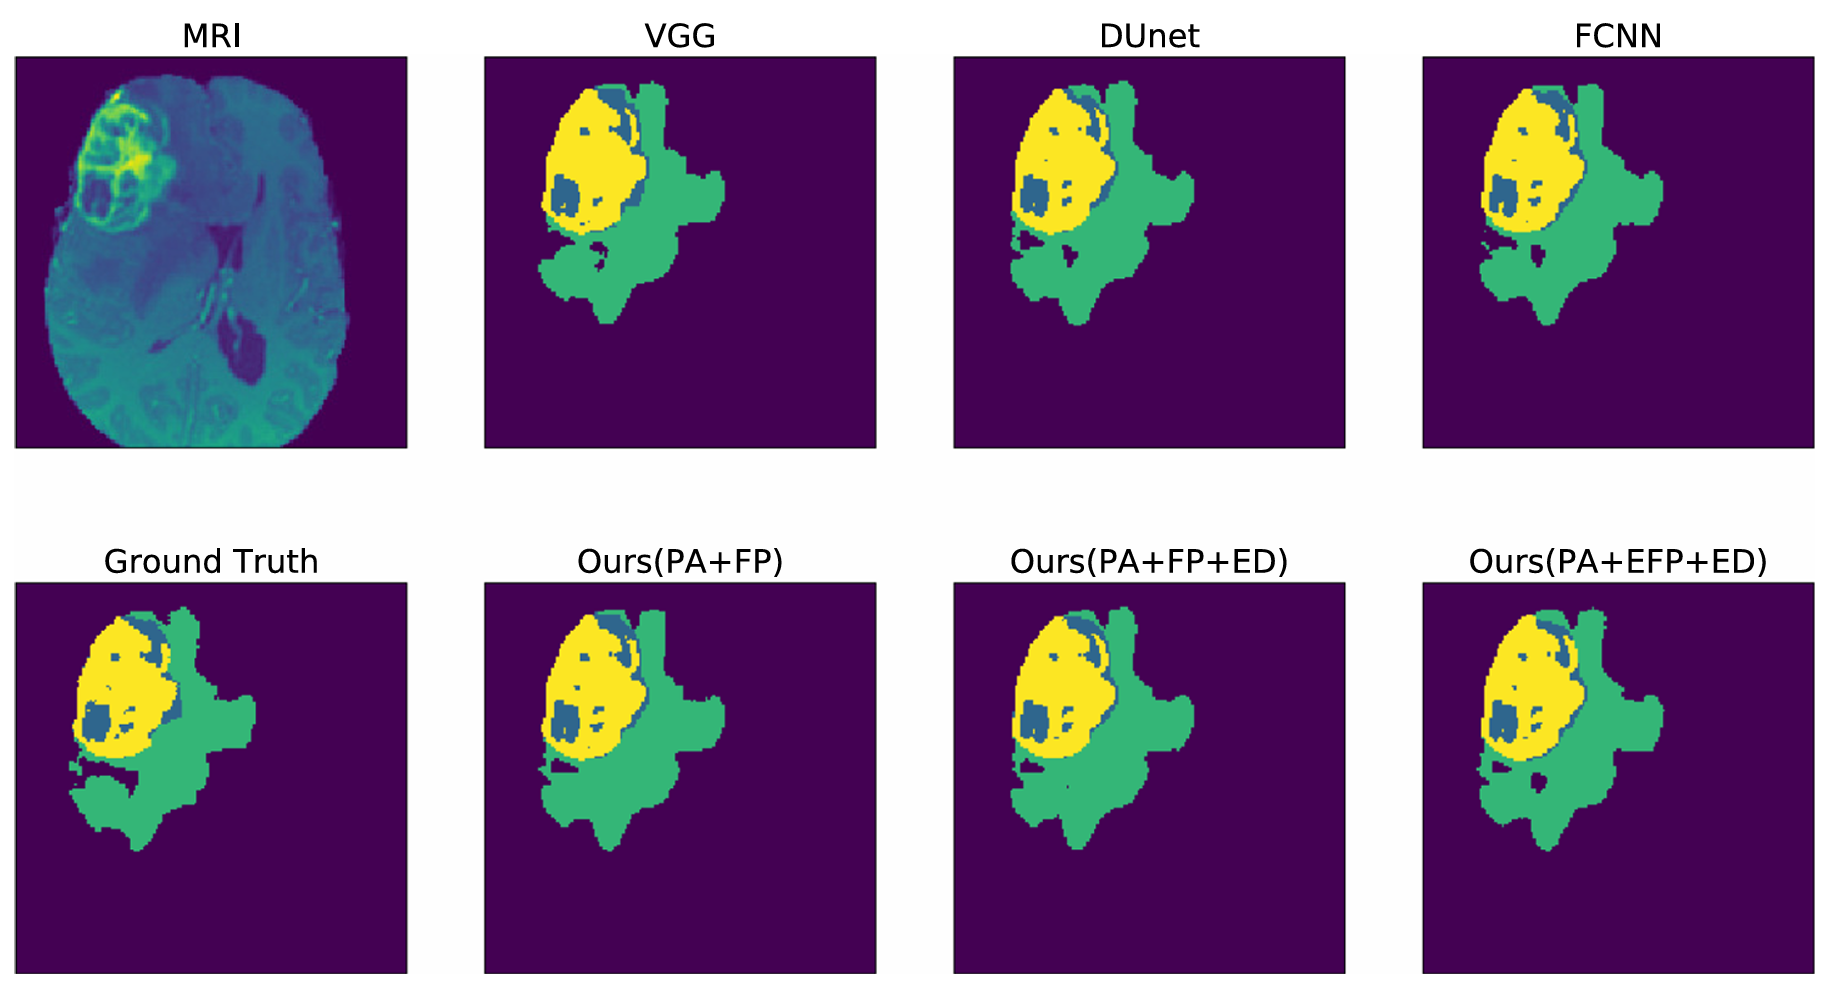 MRI
VGG
DUnet
FCNN
Ground Truth
Ours(PA+FP)
Ours(PA+FP+ED)
Ours(PA+EFP+ED)